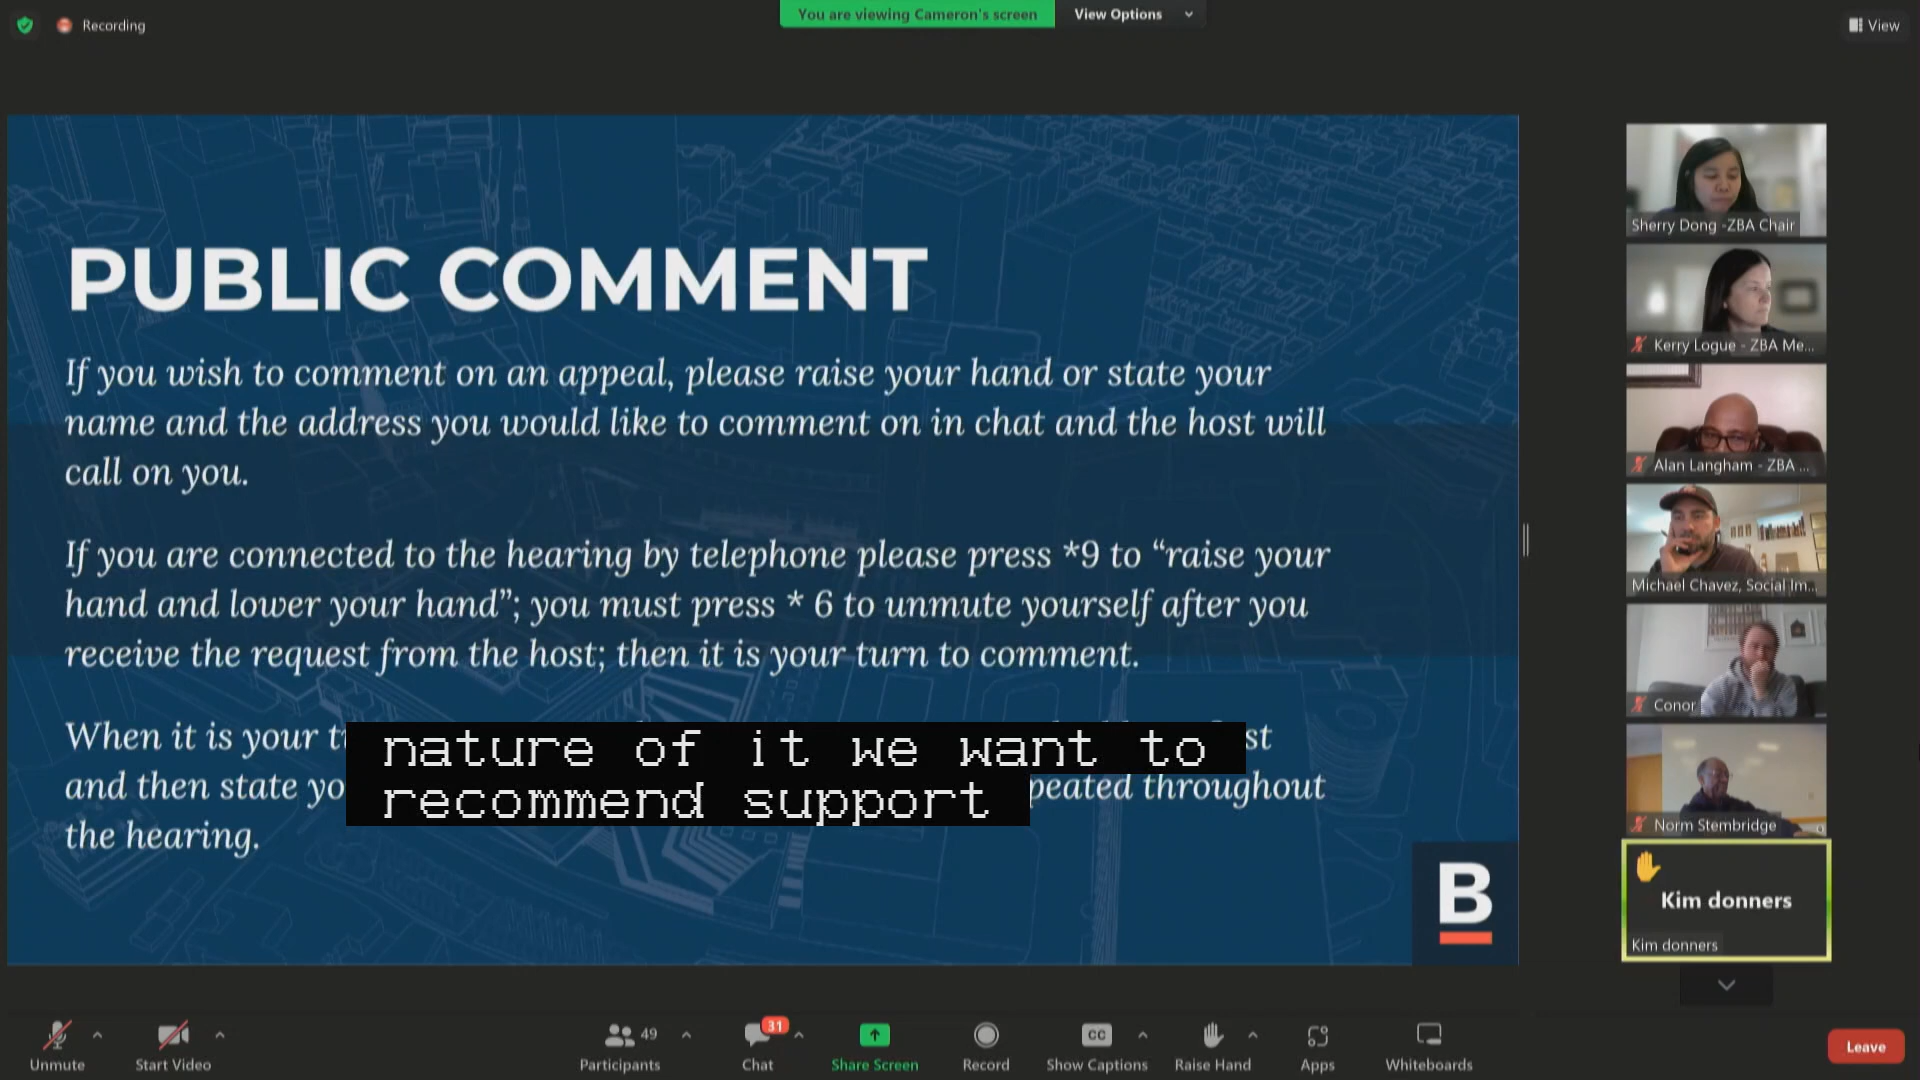 Recording
You are viewing Cameron's screen
View Options
View
PUBLIC COMMENT
If you wish to comment on an appeal, please raise your hand or state your
name and the address you would like to comment on in chat and the host will
call on you.
If you are connected to the hearing by telephone please press *9 to “raise your
hand and lower your hand”; you must press * 6 to unmute yourself after you
receive the request from the host; then it is your turn to comment.
When it is your
and then state
peated throughout
the hearing.
nature of it we want to
recommend support
B
Sherry Dong -ZBA Chair
Kerry Logue - ZBA Me...
Alan Langham - ZBA ...
Michael Chavez, Social Im...
Conor
Norm Stembridge
Kim donners
Kim donners
Unmute
Start Video
49
Participants
31
Chat
Share Screen
Record
CC
Show Captions
Raise Hand
Apps
Whiteboards
Leave